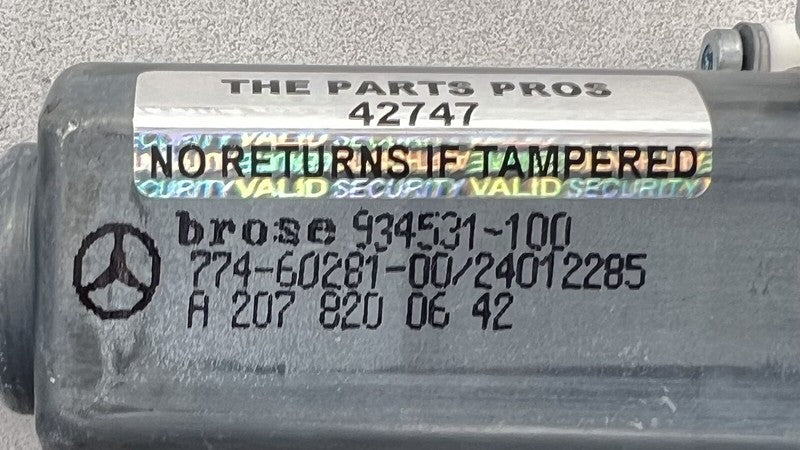 THE PARTS PROS
42747
NO RETURNS IF TAMPERED
CURITY VALID SECURITY VALID SECURITY
brose 934531-100
774-60281-00/24012285
A 207 820 06 42